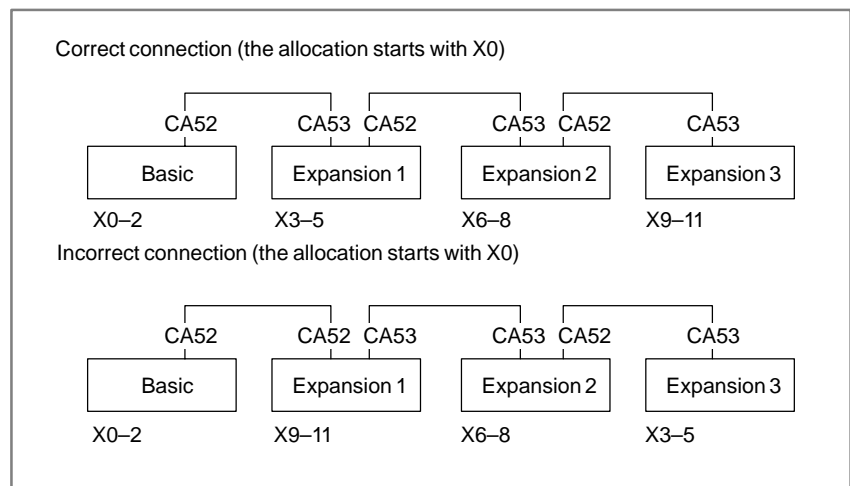 Correct connection (the allocation starts with X0)
CA52 CA53 CA52 CA53 CA52 CA53
Basic Expansion 1 Expansion 2 Expansion 3
X0–2 X3–5 X6–8 X9–11
Incorrect connection (the allocation starts with X0)
CA52 CA52 CA53 CA53 CA52 CA53
Basic Expansion 1 Expansion 2 Expansion 3
X0–2 X9–11 X6–8 X3–5